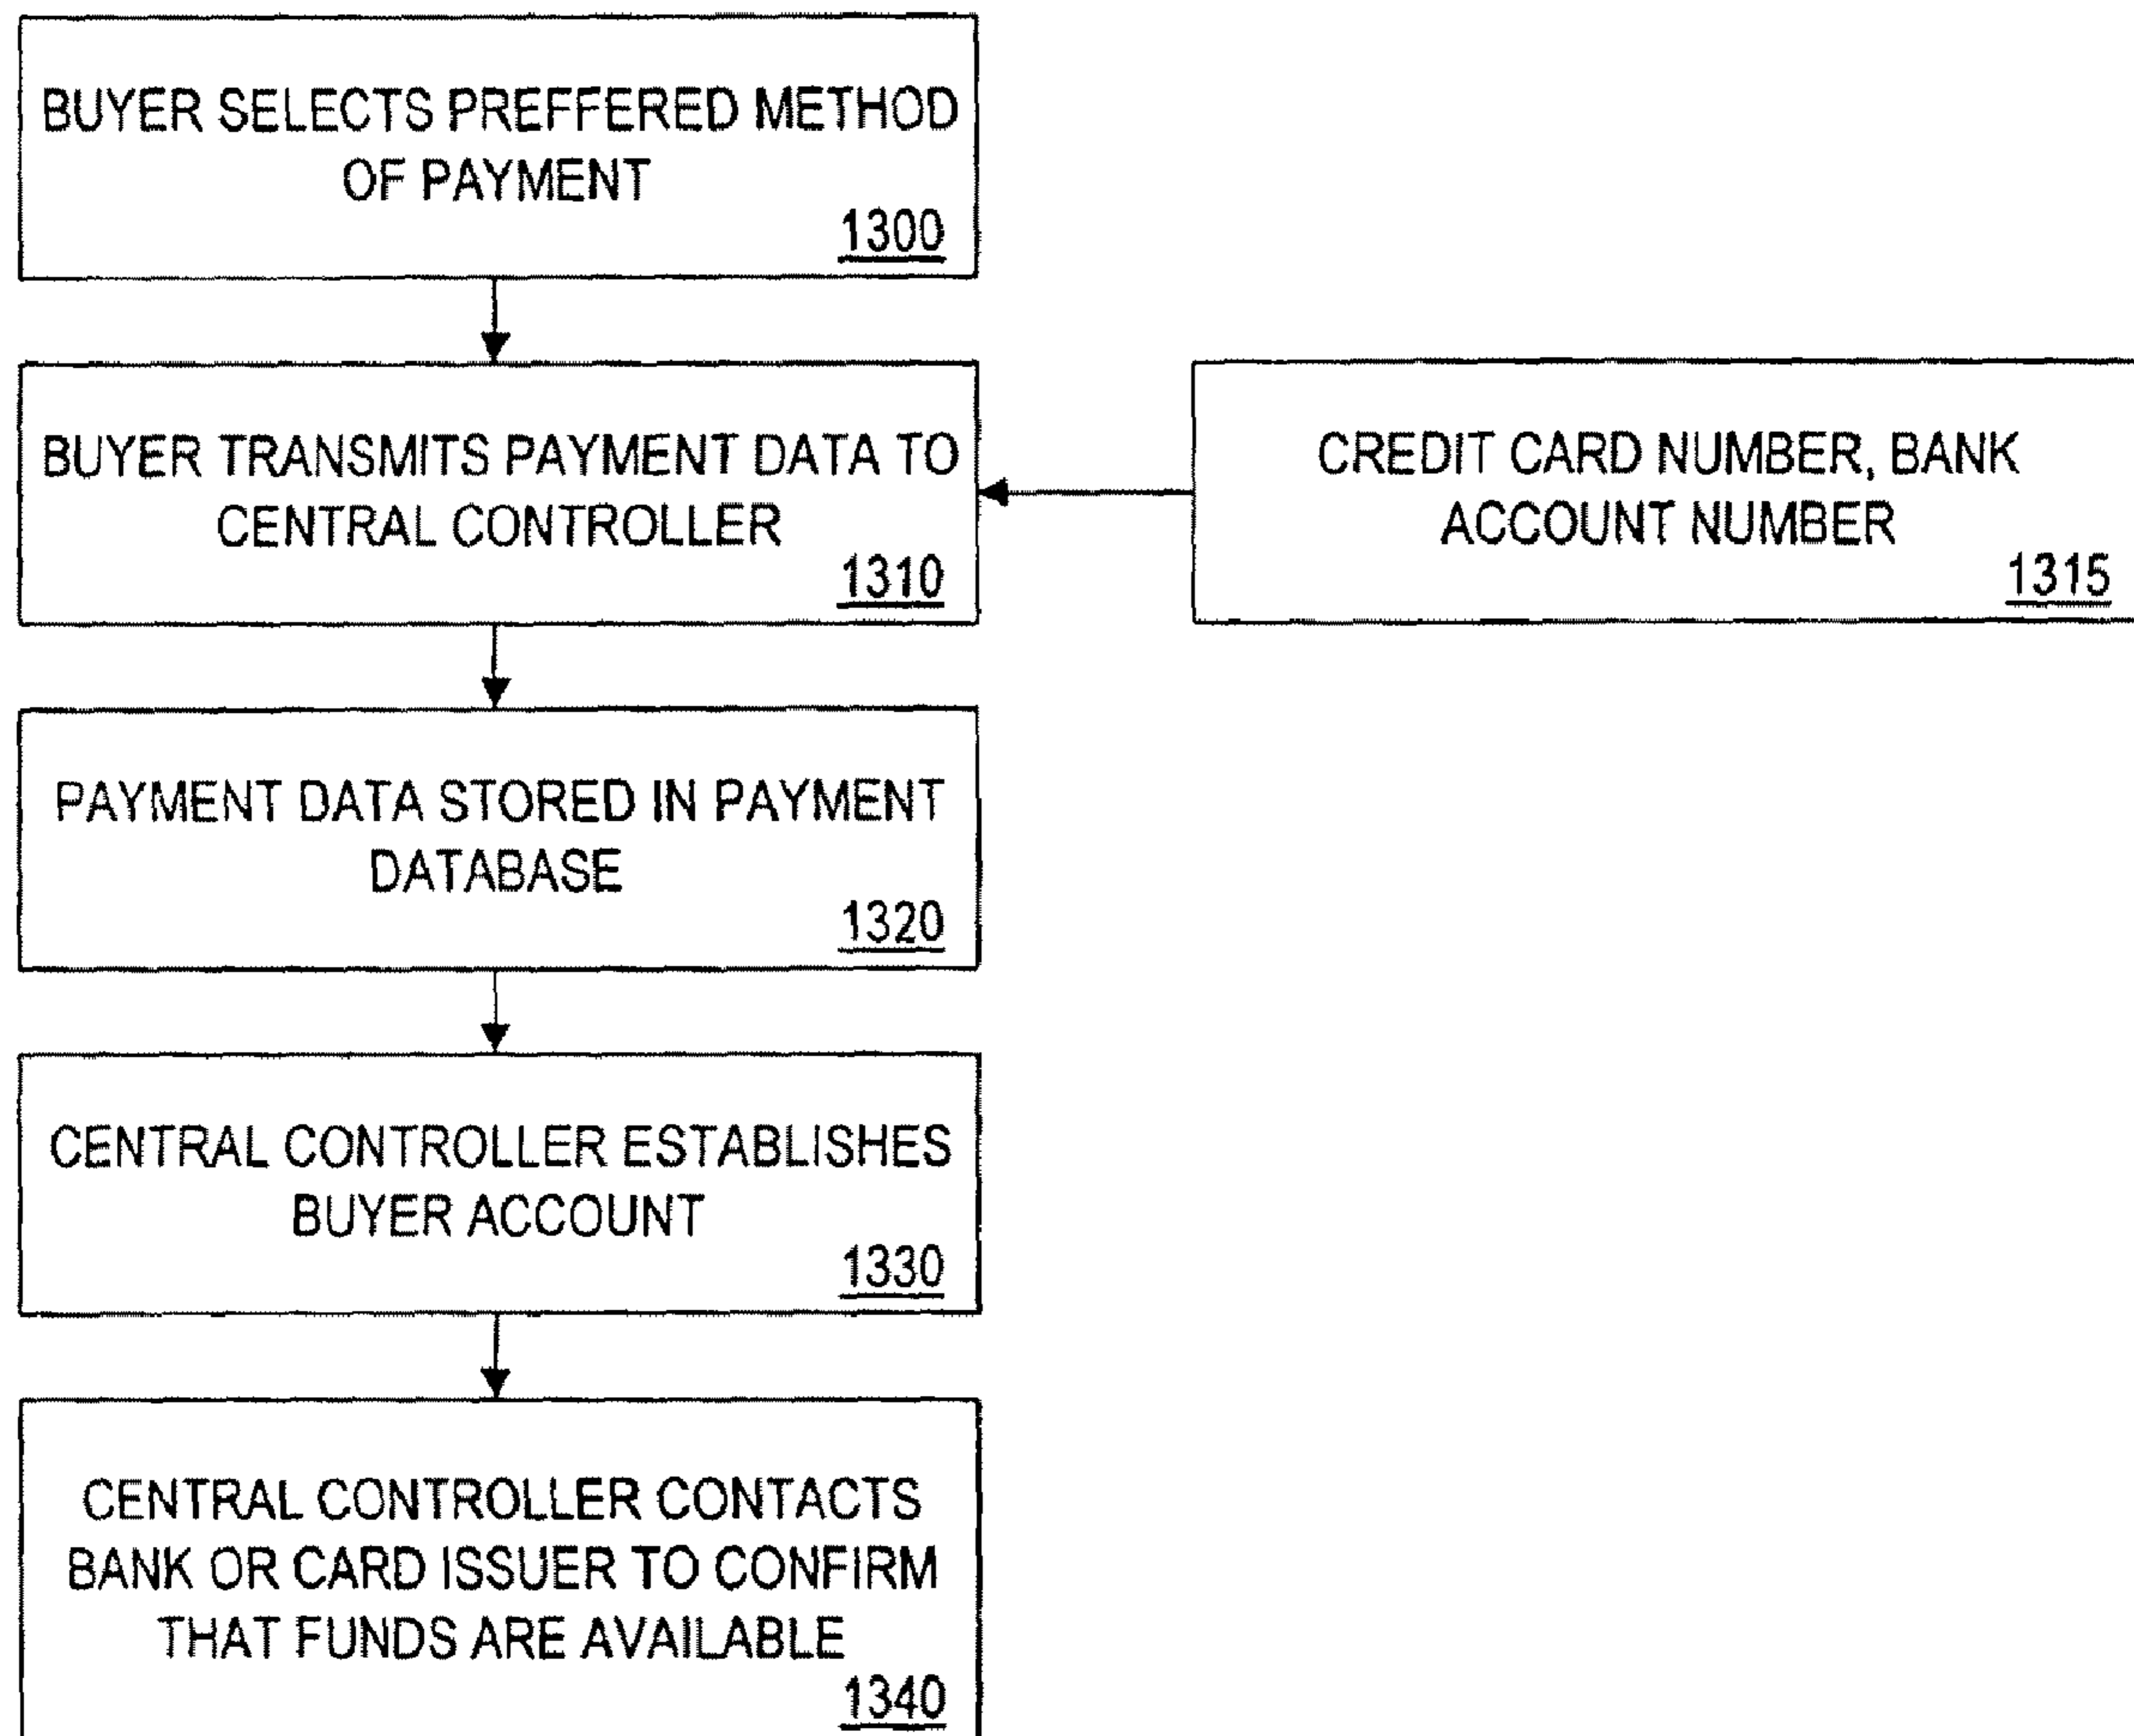 BUYER SELECTS PREFFERED METHOD
OF PAYMENT
1300
BUYER TRANSMITS PAYMENT DATA TO
CENTRAL CONTROLLER
1310
CREDIT CARD NUMBER, BANK
ACCOUNT NUMBER
1315
PAYMENT DATA STORED IN PAYMENT
DATABASE
1320
CENTRAL CONTROLLER ESTABLISHES
BUYER ACCOUNT
1330
CENTRAL CONTROLLER CONTACTS
BANK OR CARD ISSUER TO CONFIRM
THAT FUNDS ARE AVAILABLE
1340